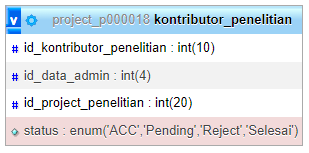 v project_p000018 kontributor_penelitian
# id_kontributor_penelitian : int(10)
# id_data_admin : int(4)
# id_project_penelitian : int(20)
status : enum('ACC','Pending','Reject','Selesai')